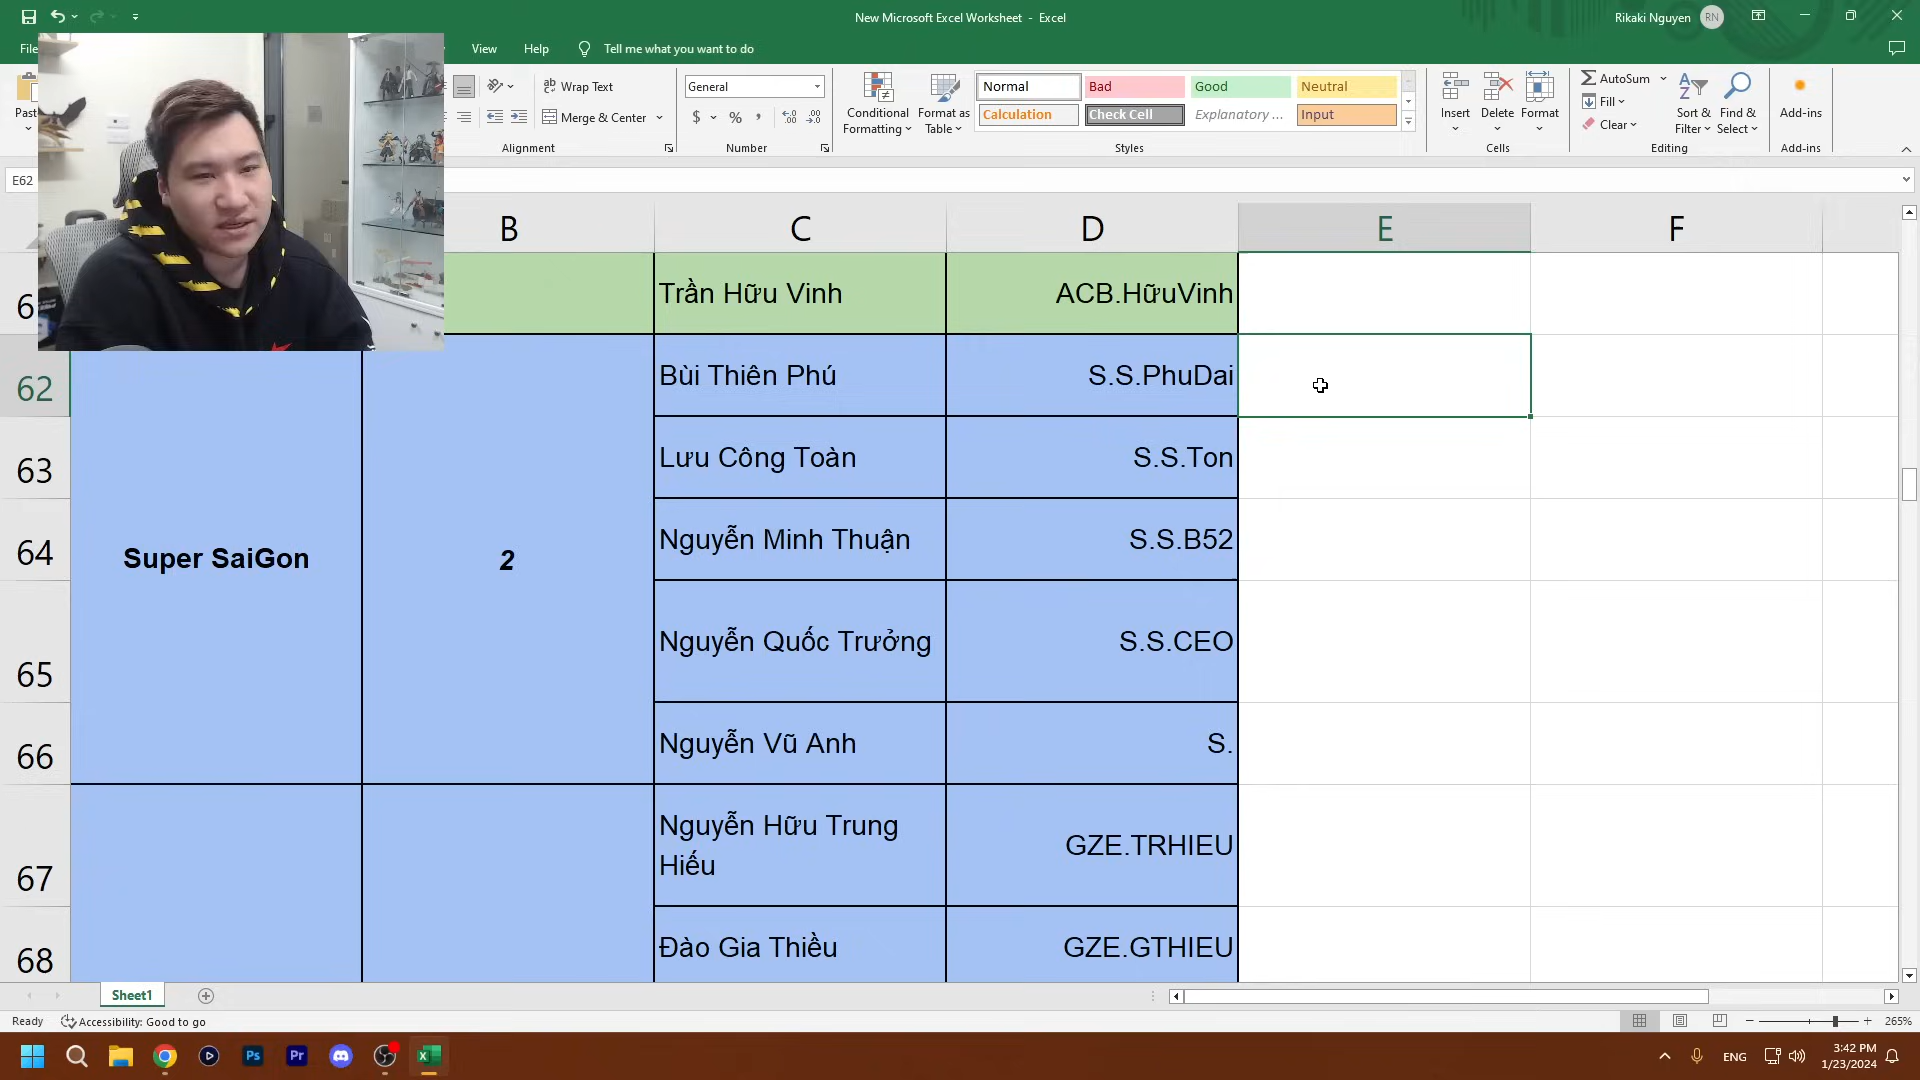 New Microsoft Excel Worksheet - Excel
Rikaki Nguyen
RN
View
Help
Tell me what you want to do
Paste
Wrap Text
Merge & Center
Alignment
General
$
%
Number
Conditional
Formatting
Format as
Table
Normal
Bad
Good
Neutral
Calculation
Check Cell
Explanatory ...
Input
Styles
Insert
Delete
Format
Cells
AutoSum
Fill
Clear
Sort &
Filter
Find &
Select
Editing
Add-ins
Add-ins
E62
B
C
D
E
F
Trần Hữu Vinh
ACB.HữuVinh
62
Bùi Thiên Phú
S.S.PhuDai
63
Lưu Công Toàn
S.S.Ton
64
Super SaiGon
2
Nguyễn Minh Thuận
S.S.B52
65
Nguyễn Quốc Trưởng
S.S.CEO
66
Nguyễn Vũ Anh
S.
67
Nguyễn Hữu Trung
Hiếu
GZE.TRHIEU
68
Đào Gia Thiều
GZE.GTHIEU
Sheet1
Ready
Accessibility: Good to go
265%
Ps
Pr
ENG
3:42 PM
1/23/2024